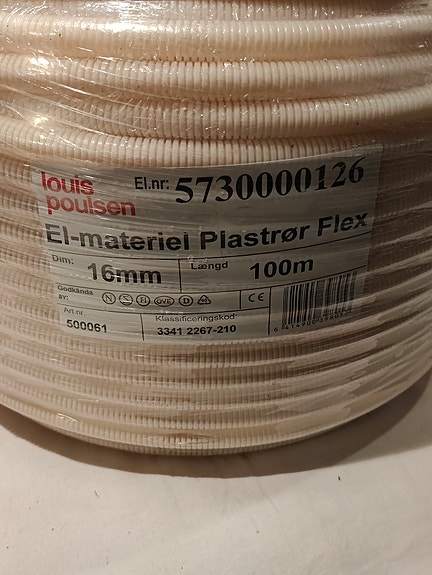 louis
poulsen
El.nr: 5730000126
El-materiel Plastrør Flex
Dim: 16mm Længd 100m
Godkända
av:
N S FI D CE
Art nr.
500061
Klassificeringskod:
3341 2267-210